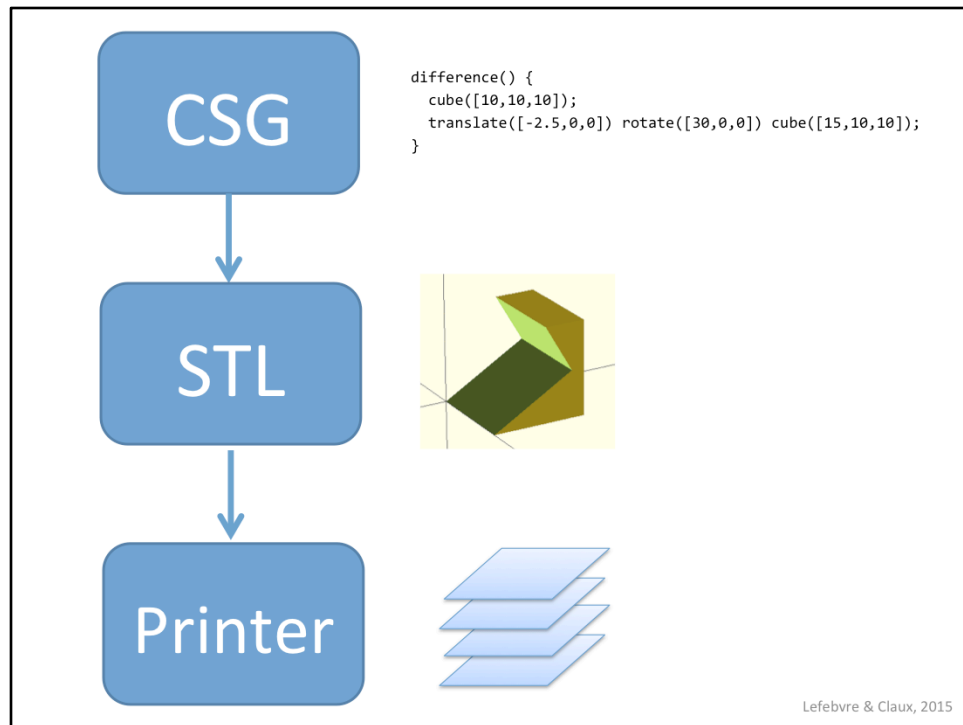 CSG
difference() {
  cube([10,10,10]);
  translate([-2.5,0,0]) rotate([30,0,0]) cube([15,10,10]);
}
STL
Printer
Lefebvre & Claux, 2015